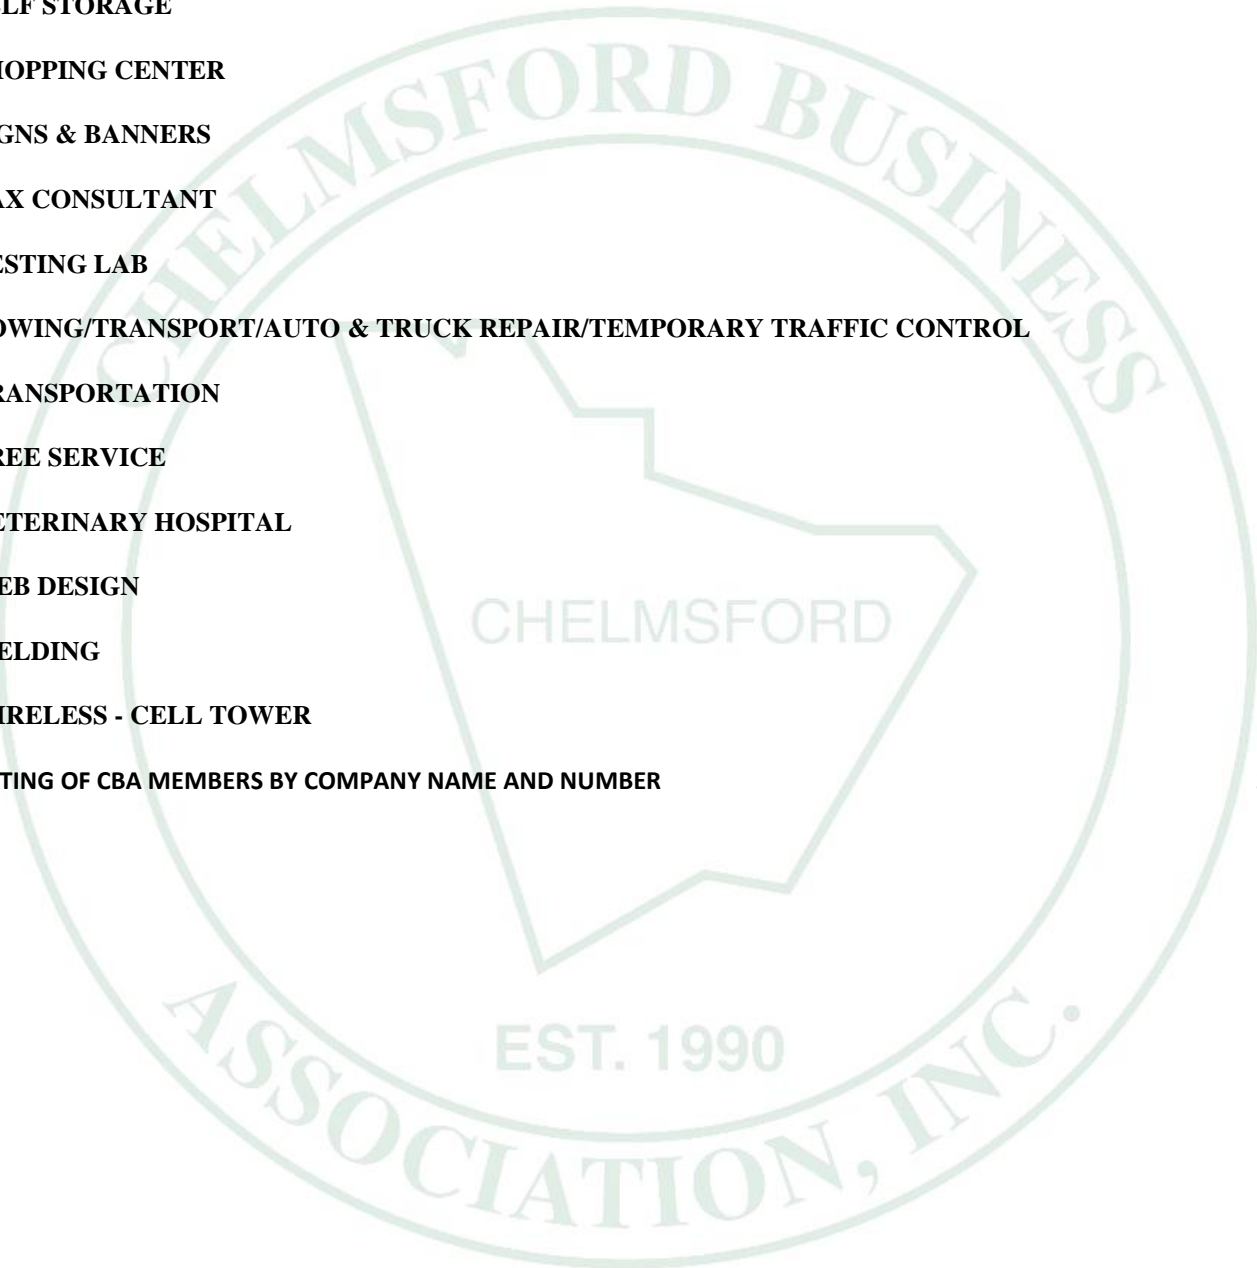 ELF STORAGE
HOPPING CENTER
IGNS & BANNERS
AX CONSULTANT
ESTING LAB
OWING/TRANSPORT/AUTO & TRUCK REPAIR/TEMPORARY TRAFFIC CONTROL
RANSPORTATION
REE SERVICE
ETERINARY HOSPITAL
EB DESIGN
ELDING
IRELESS - CELL TOWER
TING OF CBA MEMBERS BY COMPANY NAME AND NUMBER
CHELMSFORD BUSINESS
CHELMSFORD
EST. 1990
ASSOCIATION, INC.